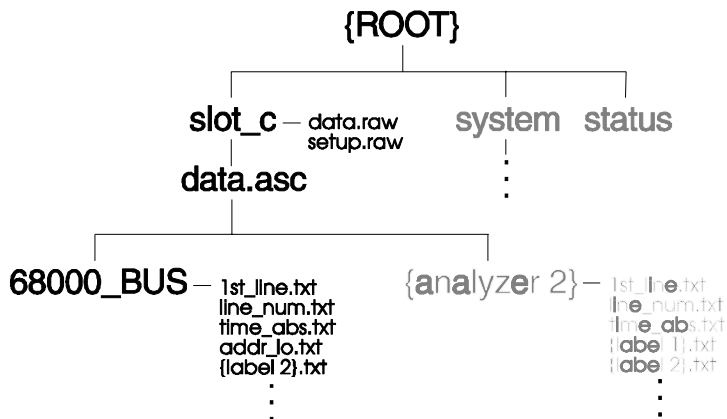 {ROOT}
slot_c
data.raw
setup.raw
system
status
data.asc
68000_BUS
1st_line.txt
line_num.txt
time_abs.txt
addr_lo.txt
{label 2}.txt
{analyzer 2}
1st_line.txt
line_num.txt
time_abs.txt
{label 1}.txt
{label 2}.txt